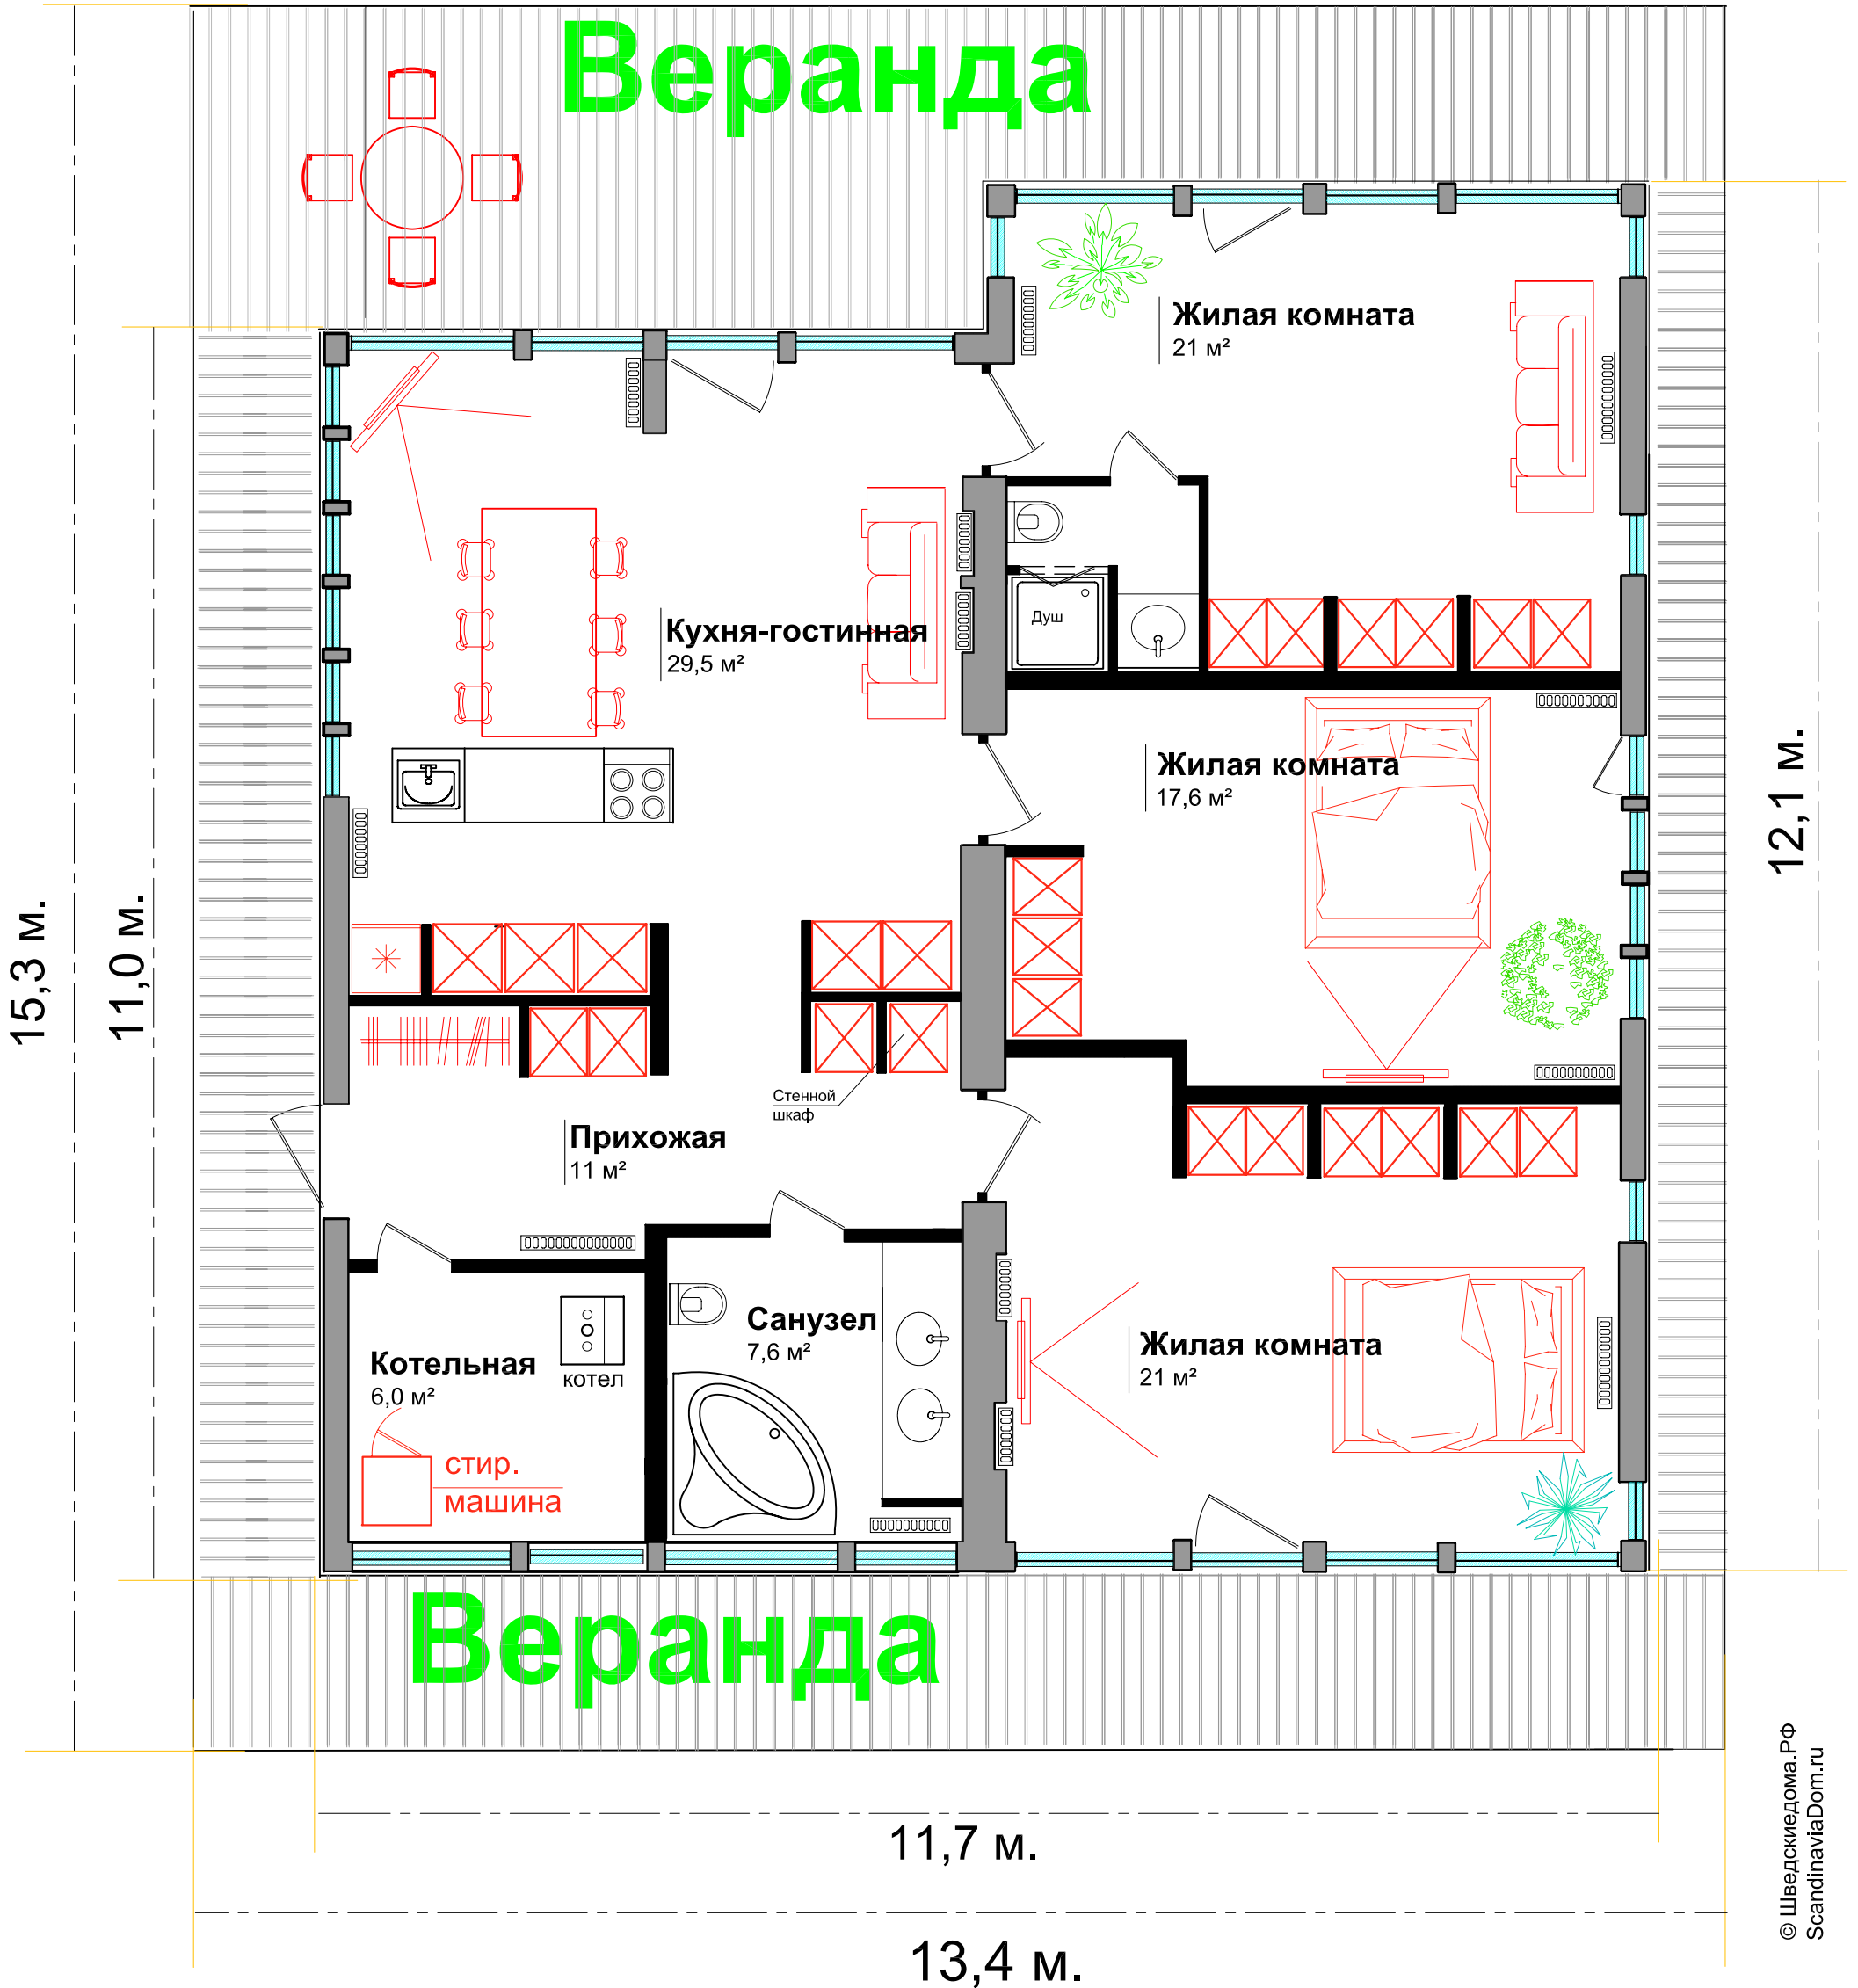 Веранда
Жилая комната
21 м²
Душ
Кухня-гостинная
29,5 м²
Жилая комната
17,6 м²
12,1 м.
15,3 м.
11,0 м.
Стенной
шкаф
Прихожая
11 м²
Санузел
7,6 м²
Котельная
6,0 м²
котел
Жилая комната
21 м²
стир.
машина
Веранда
11,7 м.
13,4 м.
© Шведскиедома.РФ
ScandinaviaDom.ru